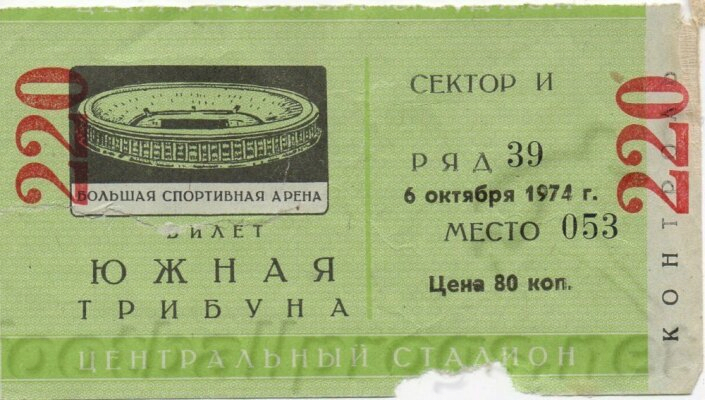 220
БОЛЬШАЯ СПОРТИВНАЯ АРЕНА
БИЛЕТ
ЮЖНАЯ
ТРИБУНА
СЕКТОР И
РЯД 39
6 октября 1974 г.
МЕСТО 053
Цена 80 коп.
ЦЕНТРАЛЬНЫЙ СТАДИОН
КОНТРОЛЬ
220